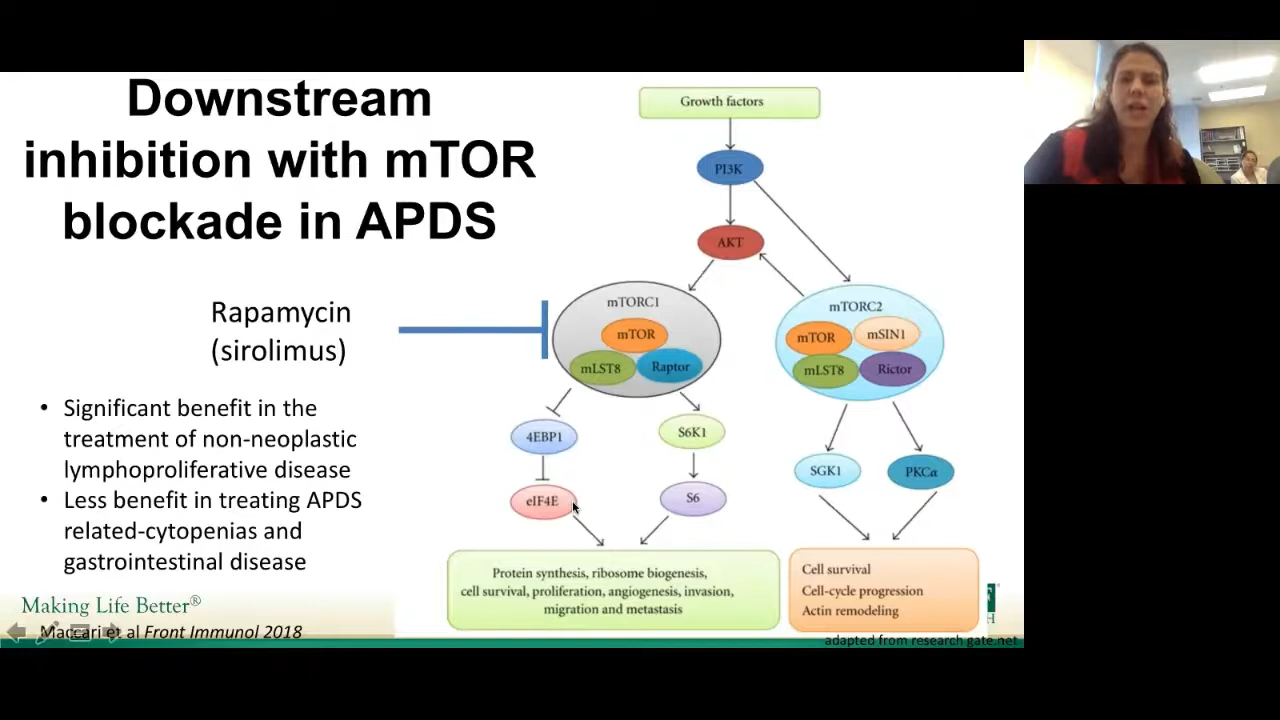 Downstream
inhibition with mTOR
blockade in APDS
Rapamycin
(sirolimus)
• Significant benefit in the
treatment of non-neoplastic
lymphoproliferative disease
• Less benefit in treating APDS
related-cytopenias and
gastrointestinal disease
Growth factors
PI3K
AKT
mTORC1
mTOR
mLST8
Raptor
mTORC2
mTOR
mSIN1
mLST8
Rictor
4EBP1
S6K1
SGK1
PKCα
eIF4E
S6
Protein synthesis, ribosome biogenesis,
cell survival, proliferation, angiogenesis, invasion,
migration and metastasis
Cell survival
Cell-cycle progression
Actin remodeling
Making Life Better®
Maccari et al Front Immunol 2018
adapted from research gate.net